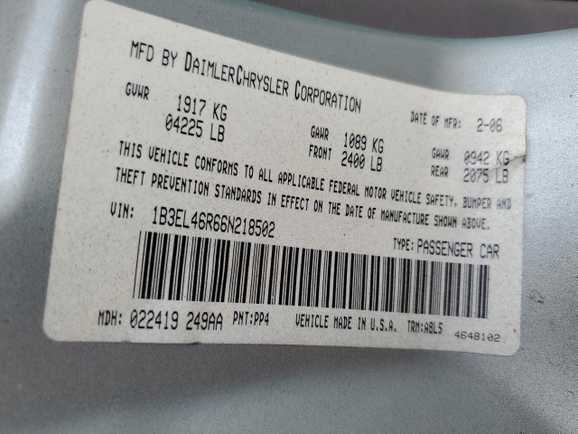 MFD BY DAIMLERCHRYSLER CORPORATION
DATE OF MFR: 2-06
GVWR 1917 KG
04225 LB
GAWR FRONT 1089 KG
2400 LB
GAWR REAR 0942 KG
2075 LB
THIS VEHICLE CONFORMS TO ALL APPLICABLE FEDERAL MOTOR VEHICLE SAFETY, BUMPER AND
THEFT PREVENTION STANDARDS IN EFFECT ON THE DATE OF MANUFACTURE SHOWN ABOVE.
VIN: 1B3EL46R66N218502
TYPE: PASSENGER CAR
MDH: 022419 249AA PNT:PP4 VEHICLE MADE IN U.S.A. TRM:ABL5
4648102